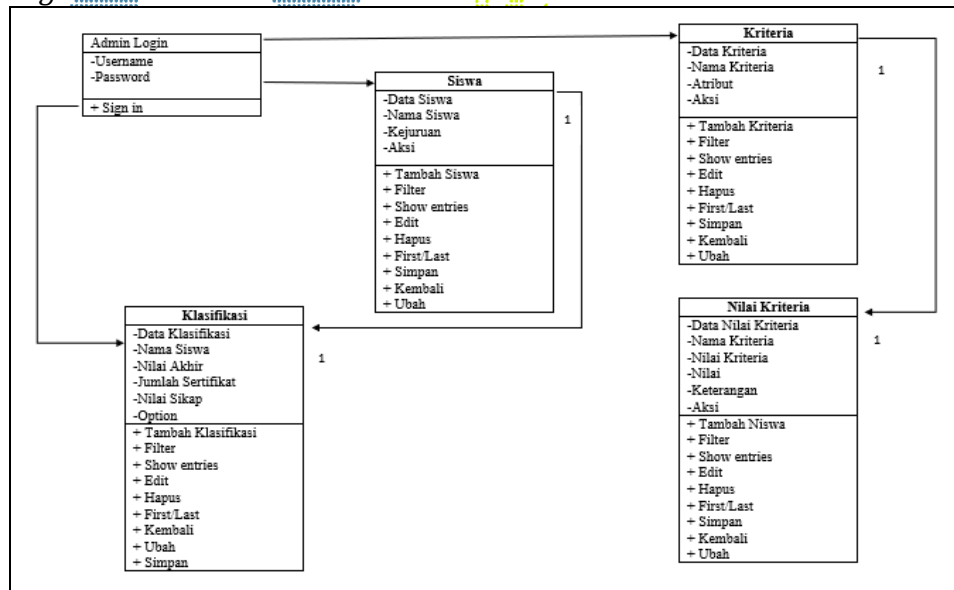 Admin Login
-Username
-Password
+ Sign in
Siswa
-Data Siswa
-Nama Siswa
-Kejuruan
-Aksi
+ Tambah Siswa
+ Filter
+ Show entries
+ Edit
+ Hapus
+ First/Last
+ Simpan
+ Kembali
+ Ubah
1
Kriteria
-Data Kriteria
-Nama Kriteria
-Atribut
-Aksi
+ Tambah Kriteria
+ Filter
+ Show entries
+ Edit
+ Hapus
+ First/Last
+ Simpan
+ Kembali
+ Ubah
1
Klasifikasi
-Data Klasifikasi
-Nama Siswa
-Nilai Akhir
-Jumlah Sertifikat
-Nilai Sikap
-Option
+ Tambah Klasifikasi
+ Filter
+ Show entries
+ Edit
+ Hapus
+ First/Last
+ Kembali
+ Ubah
+ Simpan
1
Nilai Kriteria
-Data Nilai Kriteria
-Nama Kriteria
-Nilai Kriteria
-Nilai
-Keterangan
-Aksi
+ Tambah Niswa
+ Filter
+ Show entries
+ Edit
+ Hapus
+ First/Last
+ Simpan
+ Kembali
+ Ubah
1